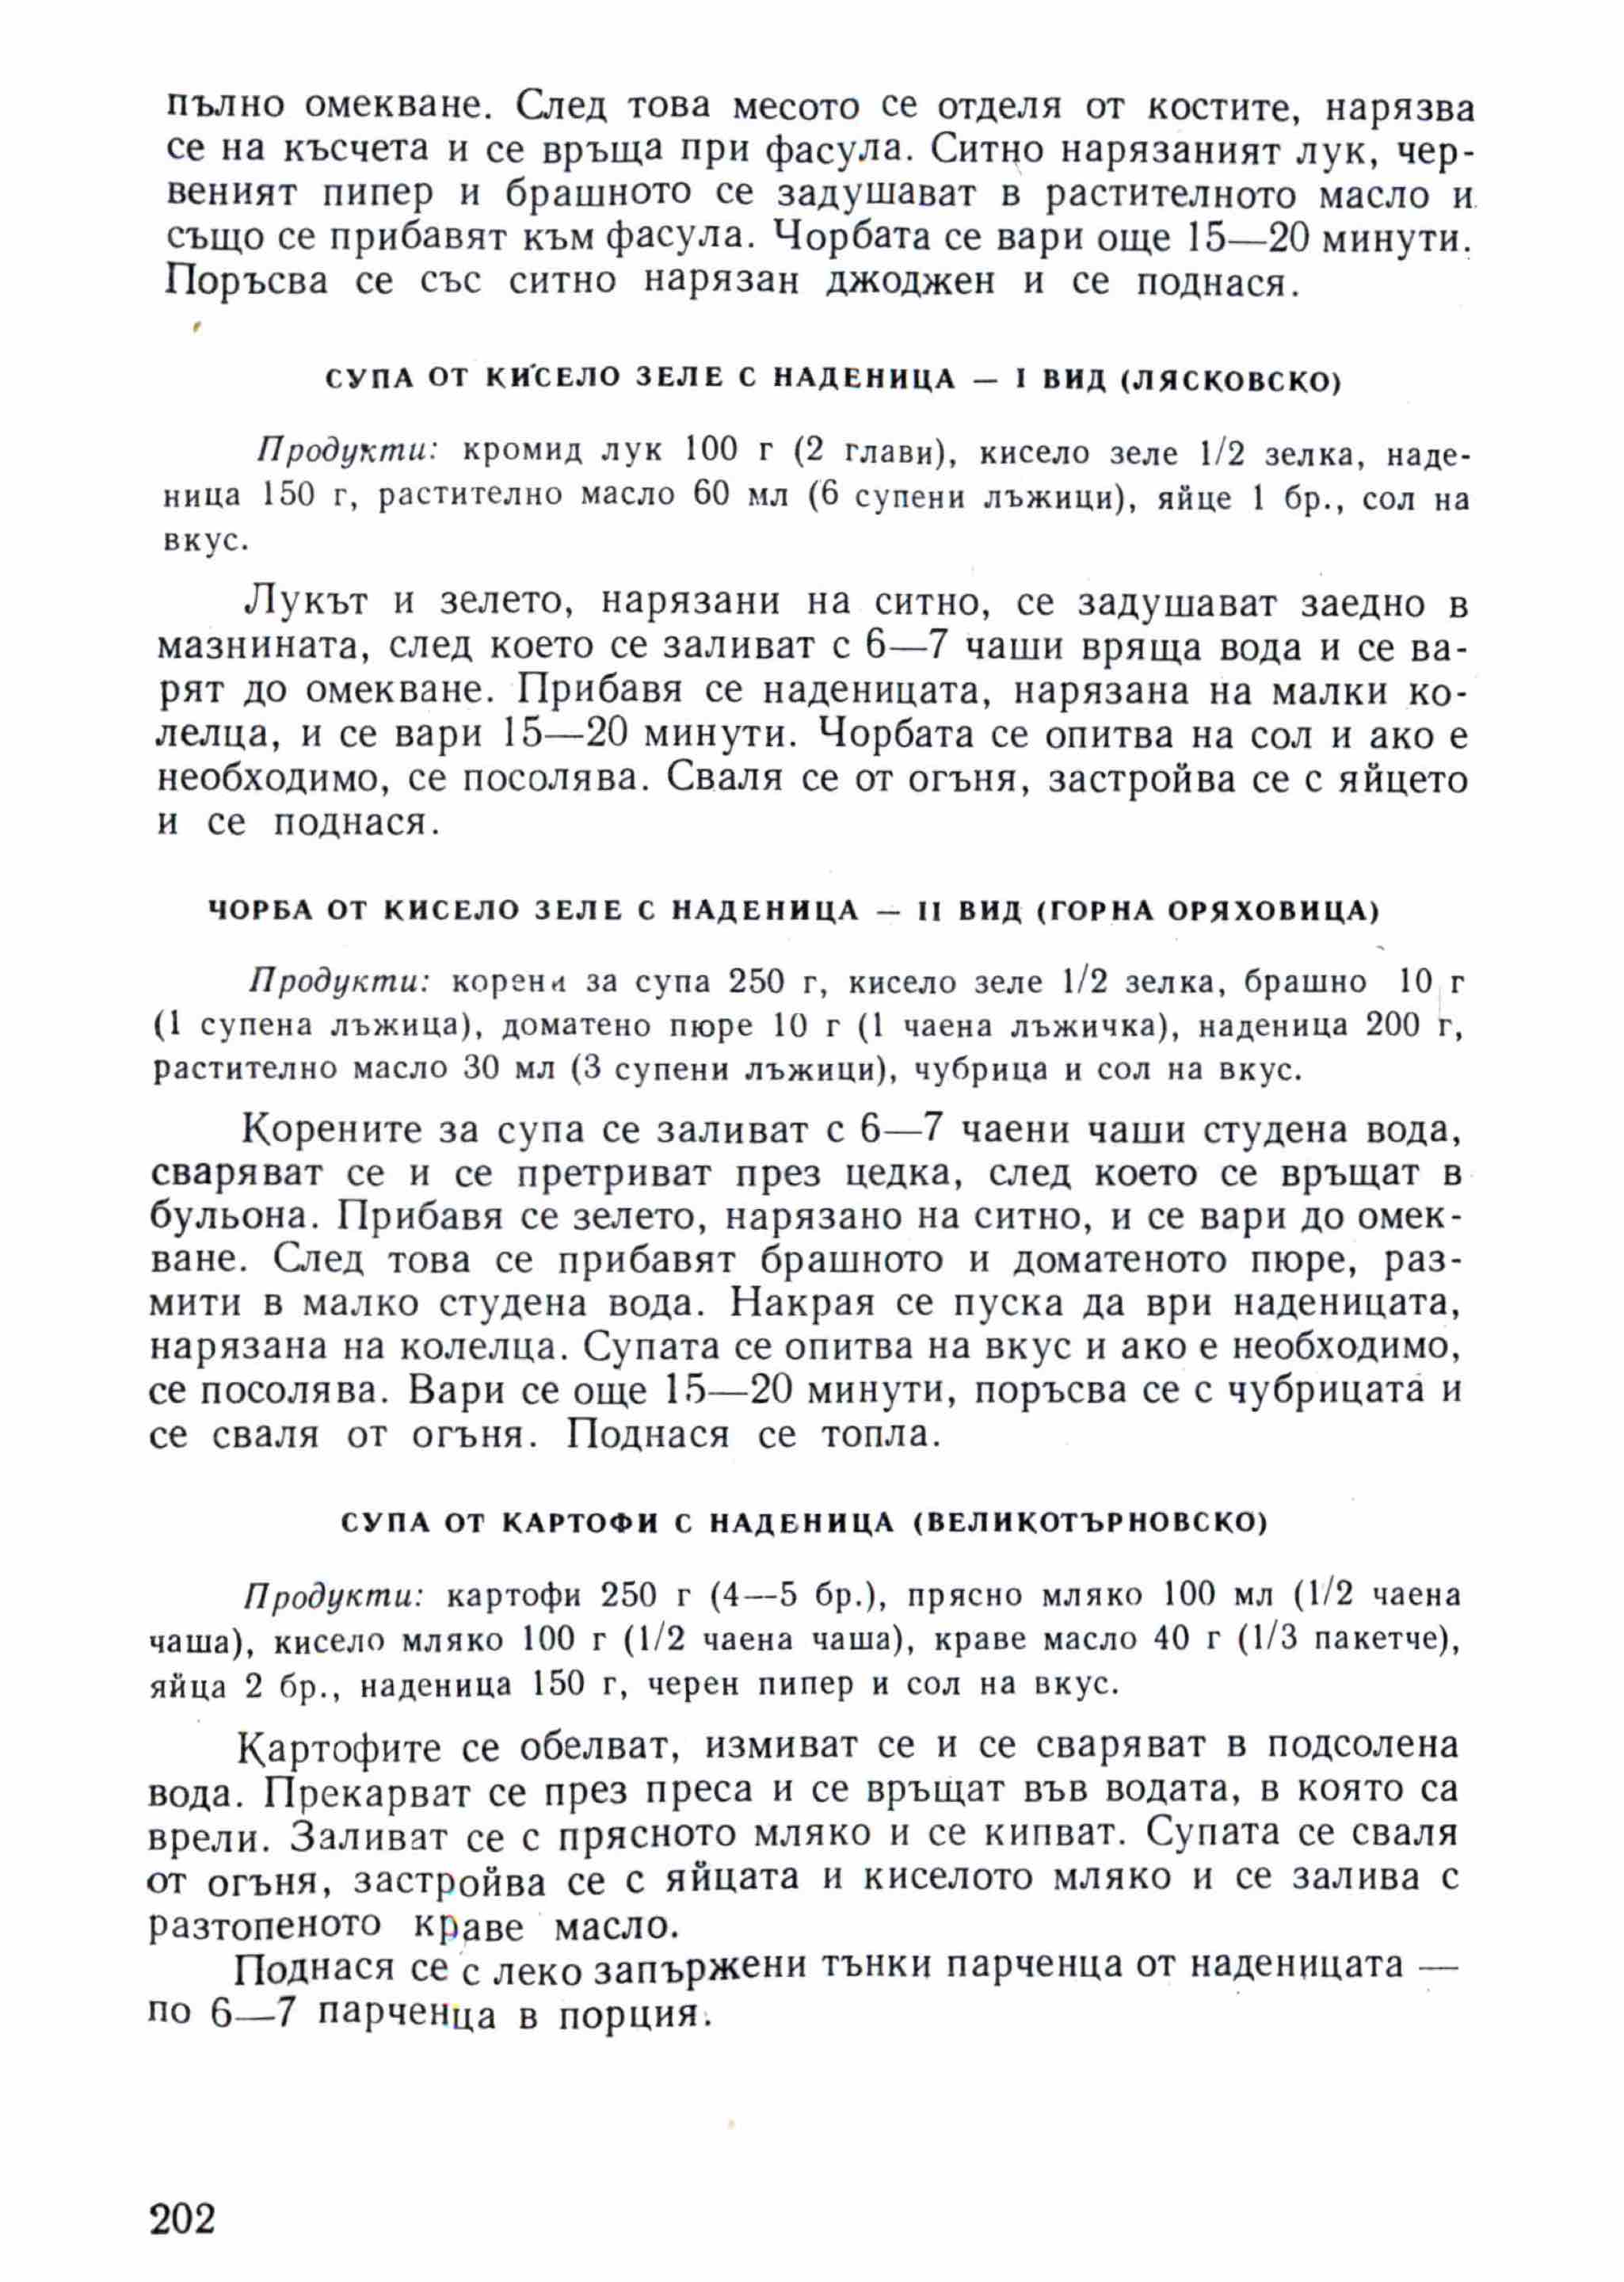 пълно омекване. След това месото се отделя от костите, нарязва
се на късчета и се връща при фасула. Ситно нарязаният лук, чер-
веният пипер и брашното се задушават в растителното масло и
също се прибавят към фасула. Чорбата се вари още 15—20 минути.
Поръсва се със ситно нарязан джоджен и се поднася.
СУПА ОТ КИСЕЛО ЗЕЛЕ С НАДЕНИЦА — I ВИД (ЛЯСКОВСКО)
Продукти: кромид лук 100 г (2 глави), кисело зеле 1/2 зелка, наде-
ница 150 г, растително масло 60 мл (6 супени лъжици), яйце 1 бр., сол на
вкус.
Лукът и зелето, нарязани на ситно, се задушават заедно в
мазнината, след което се заливат с 6—7 чаши вряща вода и се ва-
рят до омекване. Прибавя се наденицата, нарязана на малки ко-
лелца, и се вари 15—20 минути. Чорбата се опитва на сол и ако е
необходимо, се посолява. Сваля се от огъня, застройва се с яйцето
и се поднася.
ЧОРБА ОТ КИСЕЛО ЗЕЛЕ С НАДЕНИЦА — II ВИД (ГОРНА ОРЯХОВИЦА)
Продукти: корени за супа 250 г, кисело зеле 1/2 зелка, брашно 10 г
(1 супена лъжица), доматено пюре 10 г (1 чаена лъжичка), наденица 200 г,
растително масло 30 мл (3 супени лъжици), чубрица и сол на вкус.
Корените за супа се заливат с 6—7 чаени чаши студена вода,
сваряват се и се претриват през цедка, след което се връщат в
бульона. Прибавя се зелето, нарязано на ситно, и се вари до омек-
ване. След това се прибавят брашното и доматеното пюре, раз-
мити в малко студена вода. Накрая се пуска да ври наденицата,
нарязана на колелца. Супата се опитва на вкус и ако е необходимо,
се посолява. Вари се още 15—20 минути, поръсва се с чубрицата и
се сваля от огъня. Поднася се топла.
СУПА ОТ КАРТОФИ С НАДЕНИЦА (ВЕЛИКОТЪРНОВСКО)
Продукти: картофи 250 г (4—5 бр.), прясно мляко 100 мл (1/2 чаена
чаша), кисело мляко 100 г (1/2 чаена чаша), краве масло 40 г (1/3 пакетче),
яйца 2 бр., наденица 150 г, черен пипер и сол на вкус.
Картофите се обелват, измиват се и се сваряват в подсолена
вода. Прекарват се през преса и се връщат във водата, в която са
врели. Заливат се с прясното мляко и се кипват. Супата се сваля
от огъня, застройва се с яйцата и киселото мляко и се залива с
разтопеното краве масло.
Поднася се с леко запържени тънки парченца от наденицата —
по 6—7 парченца в порция.
202